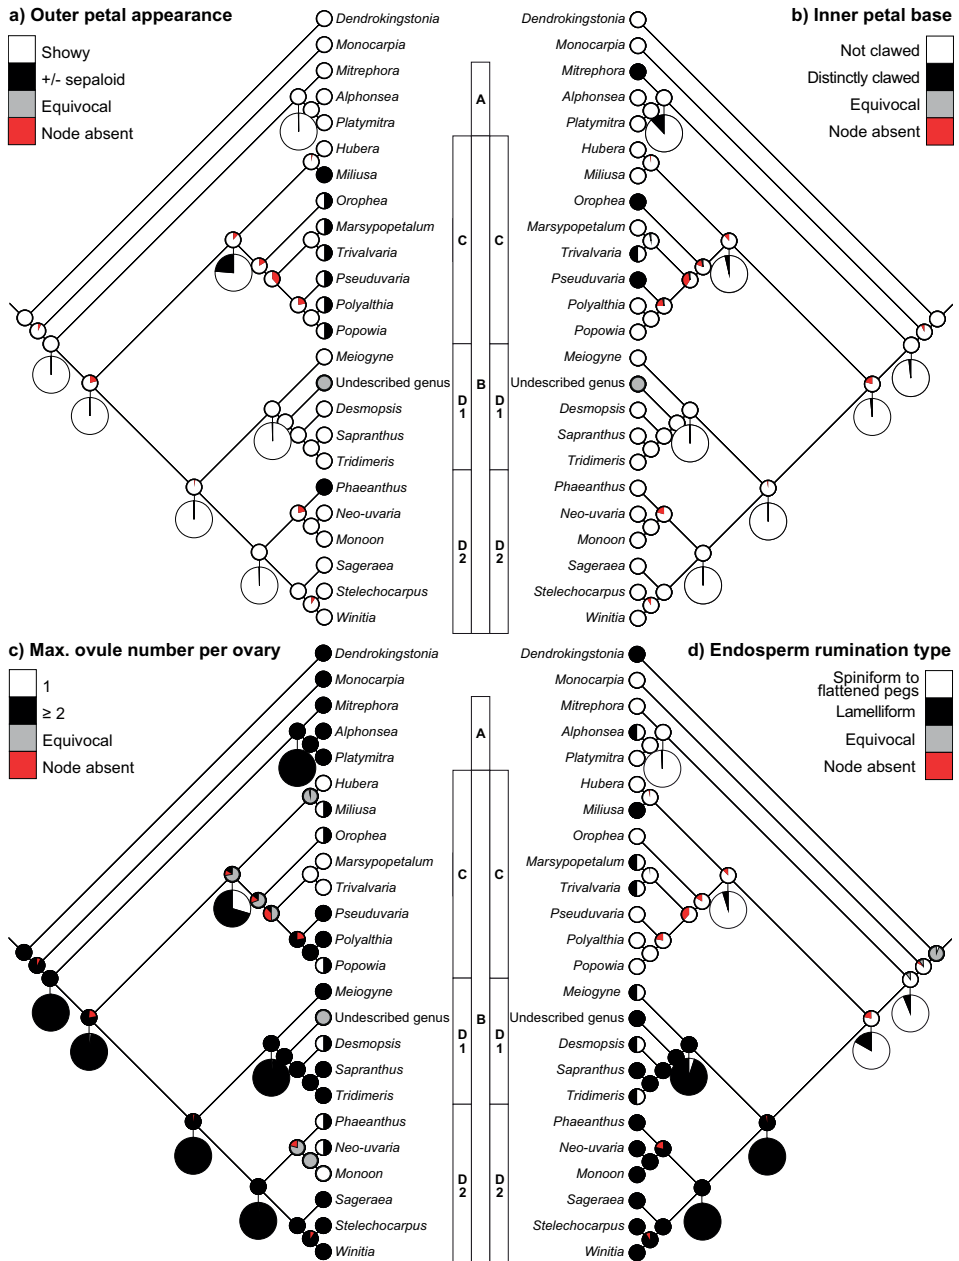 a) Outer petal appearance
Showy
+/- sepaloid
Equivocal
Node absent
Dendrokingstonia
Monocarpia
Mitrephora
Alphonsea
Platymitra
Hubera
Miliusa
Orophea
Marsypopetalum
Trivalvaria
Pseuduvaria
Polyalthia
Popowia
Meiogyne
Undescribed genus
Desmopsis
Sapranthus
Tridimeris
Phaeanthus
Neo-uvaria
Monoon
Sageraea
Stelechocarpus
Winitia
A
C
C
B
D
1
D
1
D
2
D
2
b) Inner petal base
Not clawed
Distinctly clawed
Equivocal
Node absent
Dendrokingstonia
Monocarpia
Mitrephora
Alphonsea
Platymitra
Hubera
Miliusa
Orophea
Marsypopetalum
Trivalvaria
Pseuduvaria
Polyalthia
Popowia
Meiogyne
Undescribed genus
Desmopsis
Sapranthus
Tridimeris
Phaeanthus
Neo-uvaria
Monoon
Sageraea
Stelechocarpus
Winitia
c) Max. ovule number per ovary
1
≥ 2
Equivocal
Node absent
Dendrokingstonia
Monocarpia
Mitrephora
Alphonsea
Platymitra
Hubera
Miliusa
Orophea
Marsypopetalum
Trivalvaria
Pseuduvaria
Polyalthia
Popowia
Meiogyne
Undescribed genus
Desmopsis
Sapranthus
Tridimeris
Phaeanthus
Neo-uvaria
Monoon
Sageraea
Stelechocarpus
Winitia
A
C
C
B
D
1
D
1
D
2
D
2
d) Endosperm rumination type
Spiniform to
flattened pegs
Lamelliform
Equivocal
Node absent
Dendrokingstonia
Monocarpia
Mitrephora
Alphonsea
Platymitra
Hubera
Miliusa
Orophea
Marsypopetalum
Trivalvaria
Pseuduvaria
Polyalthia
Popowia
Meiogyne
Undescribed genus
Desmopsis
Sapranthus
Tridimeris
Phaeanthus
Neo-uvaria
Monoon
Sageraea
Stelechocarpus
Winitia